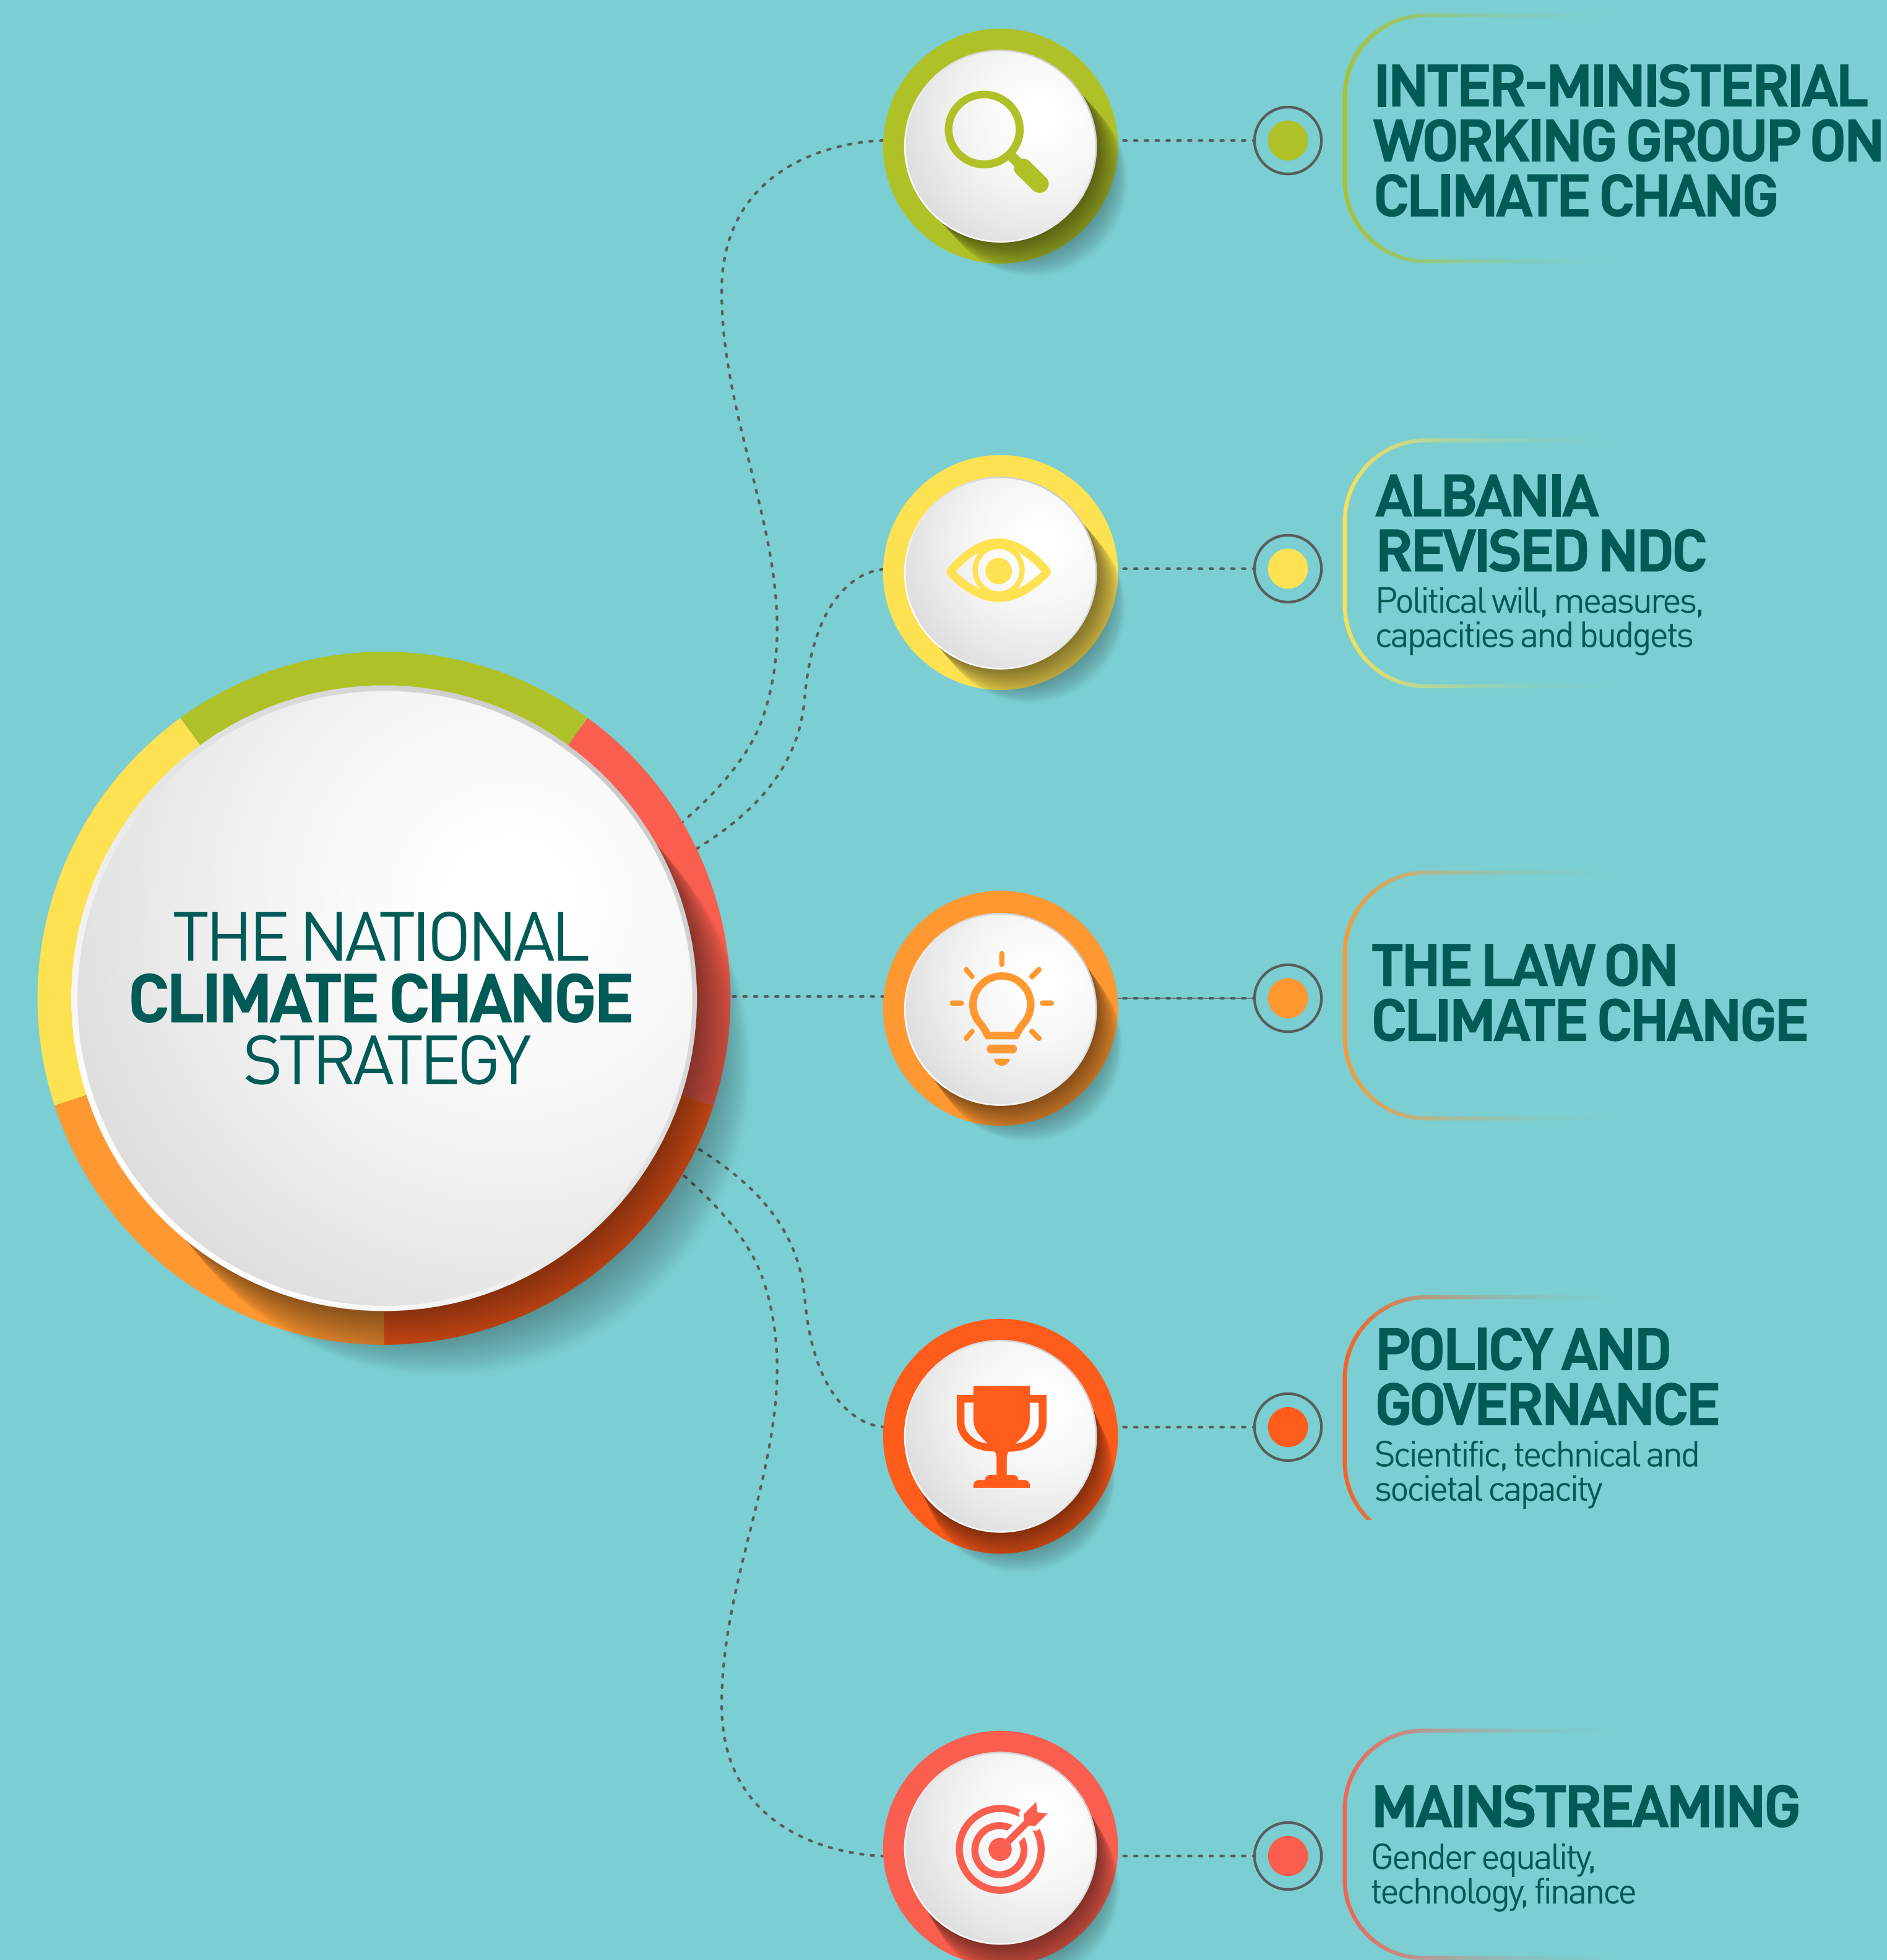 THE NATIONAL
CLIMATE CHANGE
STRATEGY
INTER-MINISTERIAL
WORKING GROUP ON
CLIMATE CHANG
ALBANIA
REVISED NDC
Political will, measures,
capacities and budgets
THE LAW ON
CLIMATE CHANGE
POLICY AND
GOVERNANCE
Scientific, technical and
societal capacity
MAINSTREAMING
Gender equality,
technology, finance